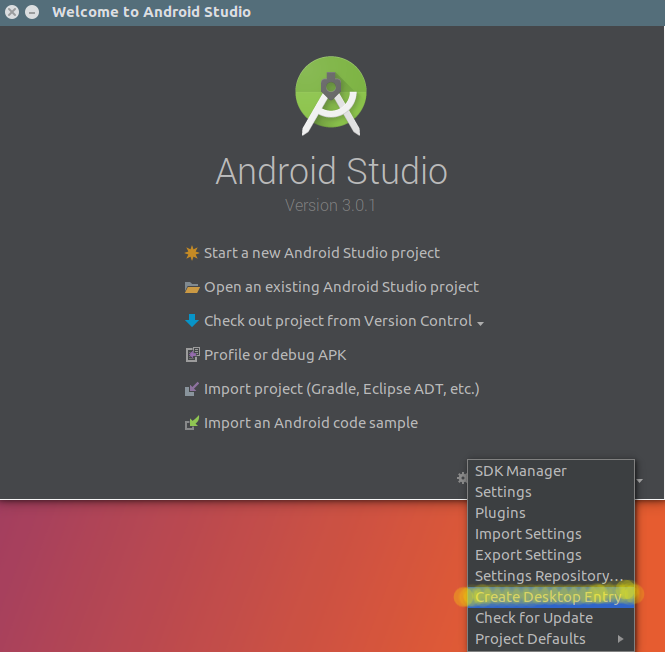 Welcome to Android Studio
Android Studio
Version 3.0.1
Start a new Android Studio project
Open an existing Android Studio project
Check out project from Version Control
Profile or debug APK
Import project (Gradle, Eclipse ADT, etc.)
Import an Android code sample
SDK Manager
Settings
Plugins
Import Settings
Export Settings
Settings Repository...
Create Desktop Entry
Check for Update
Project Defaults